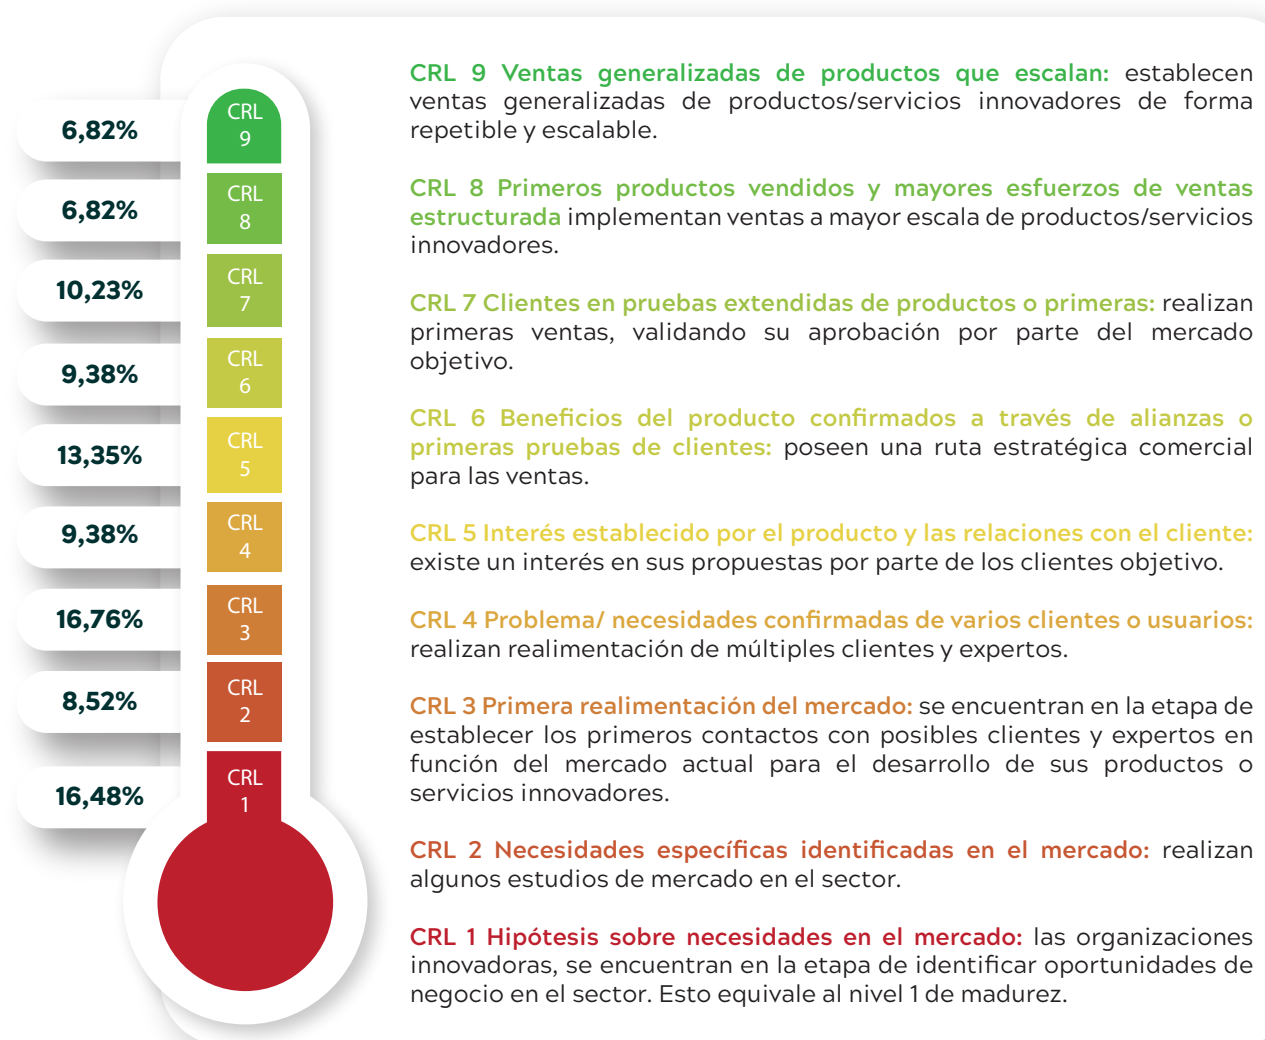 6,82%
CRL
9
6,82%
CRL
8
10,23%
CRL
7
9,38%
CRL
6
13,35%
CRL
5
9,38%
CRL
4
16,76%
CRL
3
8,52%
CRL
2
16,48%
CRL
1
CRL 9 Ventas generalizadas de productos que escalan: establecen
ventas generalizadas de productos/servicios innovadores de forma
repetible y escalable.
CRL 8 Primeros productos vendidos y mayores esfuerzos de ventas
estructurada implementan ventas a mayor escala de productos/servicios
innovadores.
CRL 7 Clientes en pruebas extendidas de productos o primeras: realizan
primeras ventas, validando su aprobación por parte del mercado
objetivo.
CRL 6 Beneficios del producto confirmados a través de alianzas o
primeras pruebas de clientes: poseen una ruta estratégica comercial
para las ventas.
CRL 5 Interés establecido por el producto y las relaciones con el cliente:
existe un interés en sus propuestas por parte de los clientes objetivo.
CRL 4 Problema/ necesidades confirmadas de varios clientes o usuarios:
realizan realimentación de múltiples clientes y expertos.
CRL 3 Primera realimentación del mercado: se encuentran en la etapa de
establecer los primeros contactos con posibles clientes y expertos en
función del mercado actual para el desarrollo de sus productos o
servicios innovadores.
CRL 2 Necesidades específicas identificadas en el mercado: realizan
algunos estudios de mercado en el sector.
CRL 1 Hipótesis sobre necesidades en el mercado: las organizaciones
innovadoras, se encuentran en la etapa de identificar oportunidades de
negocio en el sector. Esto equivale al nivel 1 de madurez.